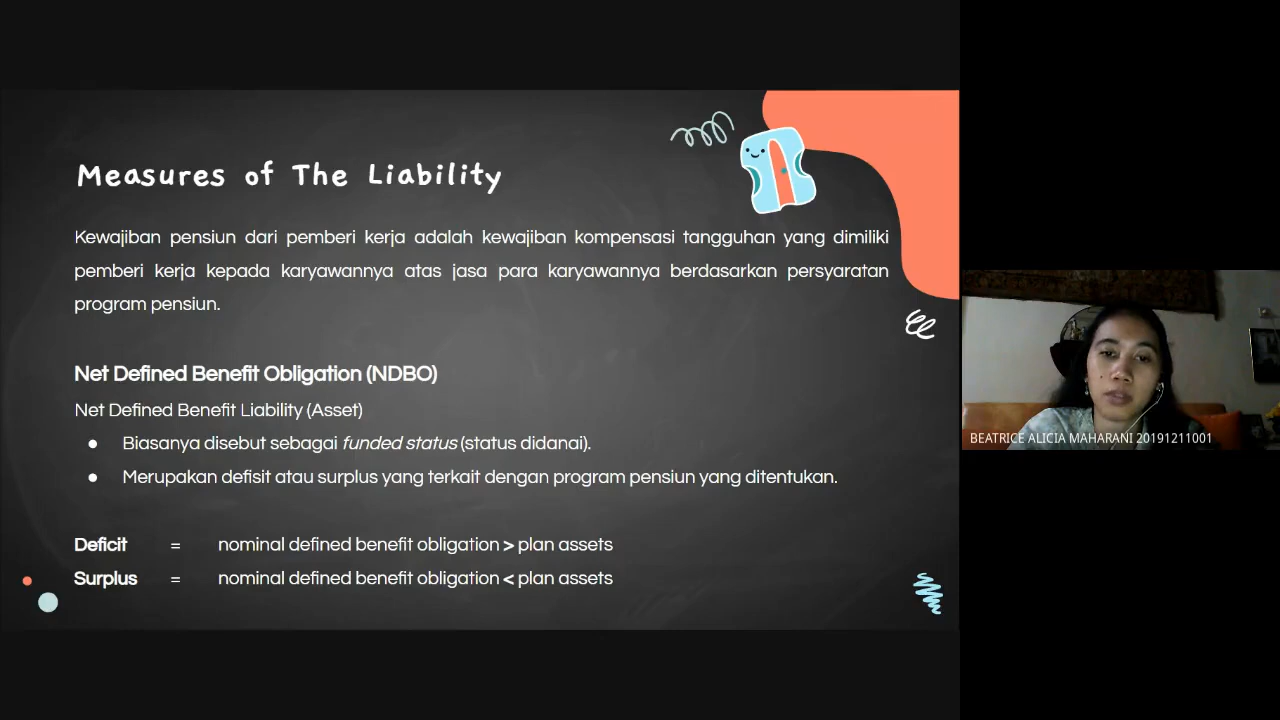 Measures of The Liability
Kewajiban pensiun dari pemberi kerja adalah kewajiban kompensasi tangguhan yang dimiliki
pemberi kerja kepada karyawannya atas jasa para karyawannya berdasarkan persyaratan
program pensiun.
Net Defined Benefit Obligation (NDBO)
Net Defined Benefit Liability (Asset)
● Biasanya disebut sebagai funded status (status didanai).
● Merupakan defisit atau surplus yang terkait dengan program pensiun yang ditentukan.
Deficit = nominal defined benefit obligation > plan assets
Surplus = nominal defined benefit obligation < plan assets
BEATRICE ALICIA MAHARANI 20191211001